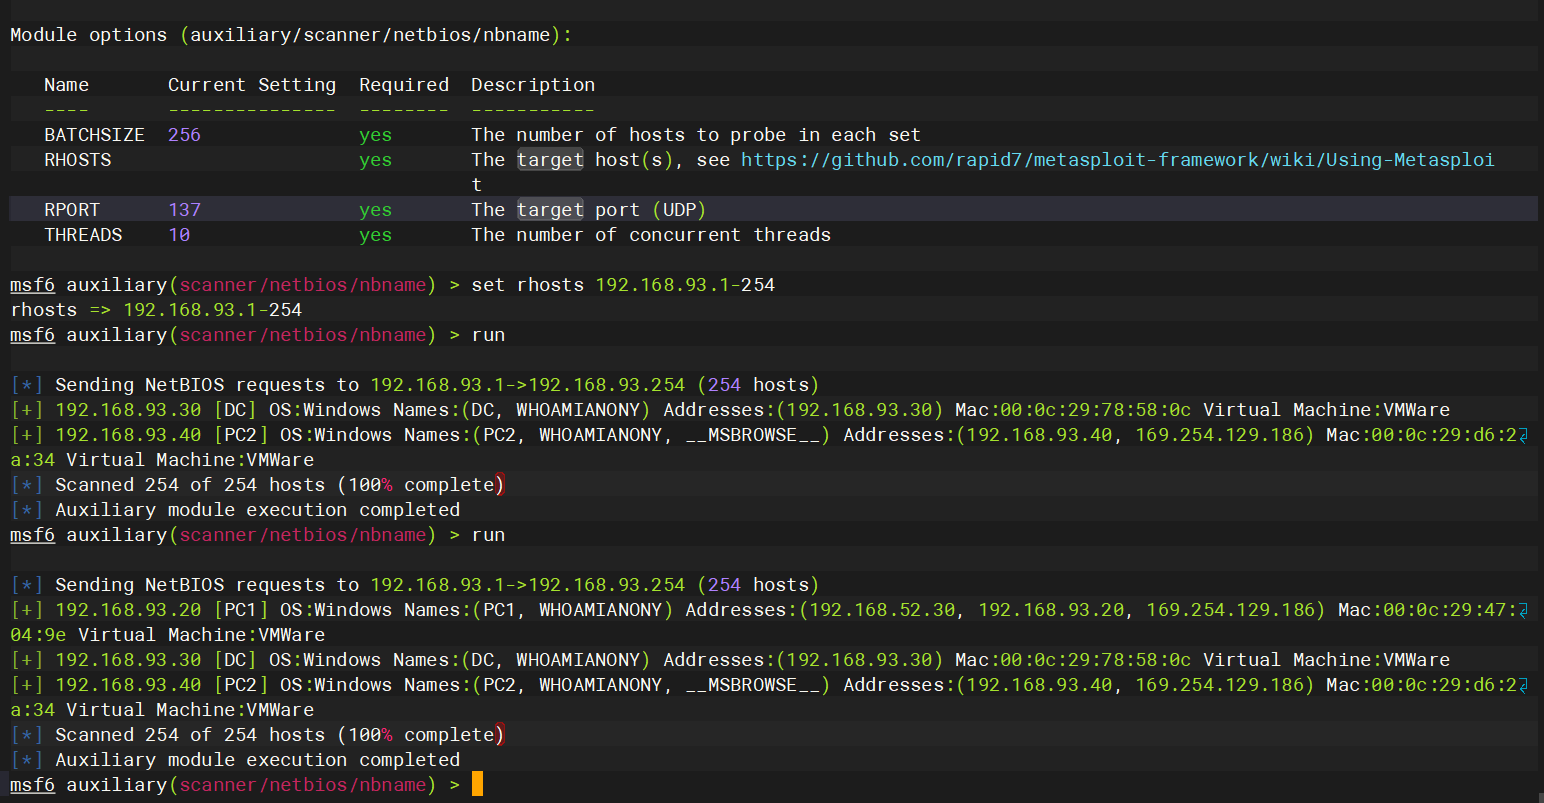 Module options (auxiliary/scanner/netbios/nbname):
Name Current Setting Required Description
---- --------------- -------- -----------
BATCHSIZE 256 yes The number of hosts to probe in each set
RHOSTS yes The target host(s), see https://github.com/rapid7/metasploit-framework/wiki/Using-Metasploi
t
RPORT 137 yes The target port (UDP)
THREADS 10 yes The number of concurrent threads
msf6 auxiliary(scanner/netbios/nbname) > set rhosts 192.168.93.1-254
rhosts => 192.168.93.1-254
msf6 auxiliary(scanner/netbios/nbname) > run
[*] Sending NetBIOS requests to 192.168.93.1->192.168.93.254 (254 hosts)
[+] 192.168.93.30 [DC] OS:Windows Names:(DC, WHOAMIANONY) Addresses:(192.168.93.30) Mac:00:0c:29:78:58:0c Virtual Machine:VMWare
[+] 192.168.93.40 [PC2] OS:Windows Names:(PC2, WHOAMIANONY, __MSBROWSE__) Addresses:(192.168.93.40, 169.254.129.186) Mac:00:0c:29:d6:2
a:34 Virtual Machine:VMWare
[*] Scanned 254 of 254 hosts (100% complete)
[*] Auxiliary module execution completed
msf6 auxiliary(scanner/netbios/nbname) > run
[*] Sending NetBIOS requests to 192.168.93.1->192.168.93.254 (254 hosts)
[+] 192.168.93.20 [PC1] OS:Windows Names:(PC1, WHOAMIANONY) Addresses:(192.168.52.30, 192.168.93.20, 169.254.129.186) Mac:00:0c:29:47:
04:9e Virtual Machine:VMWare
[+] 192.168.93.30 [DC] OS:Windows Names:(DC, WHOAMIANONY) Addresses:(192.168.93.30) Mac:00:0c:29:78:58:0c Virtual Machine:VMWare
[+] 192.168.93.40 [PC2] OS:Windows Names:(PC2, WHOAMIANONY, __MSBROWSE__) Addresses:(192.168.93.40, 169.254.129.186) Mac:00:0c:29:d6:2
a:34 Virtual Machine:VMWare
[*] Scanned 254 of 254 hosts (100% complete)
[*] Auxiliary module execution completed
msf6 auxiliary(scanner/netbios/nbname) >